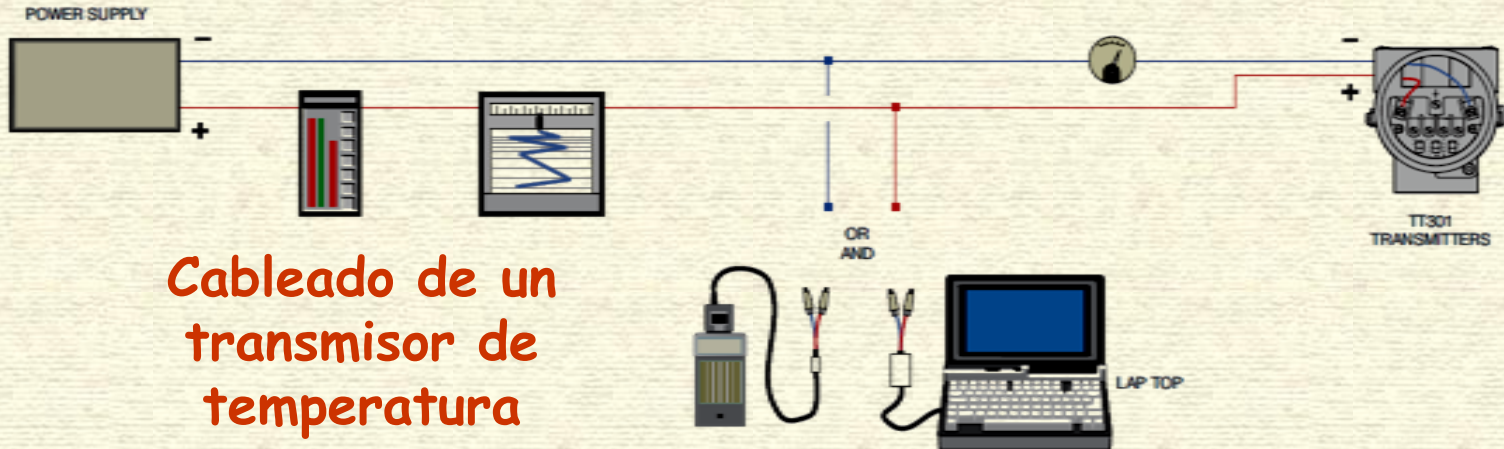 POWER SUPPLY
−
+
−
+
TT301
TRANSMITTERS
OR
AND
Cableado de un
transmisor de
temperatura
LAP TOP